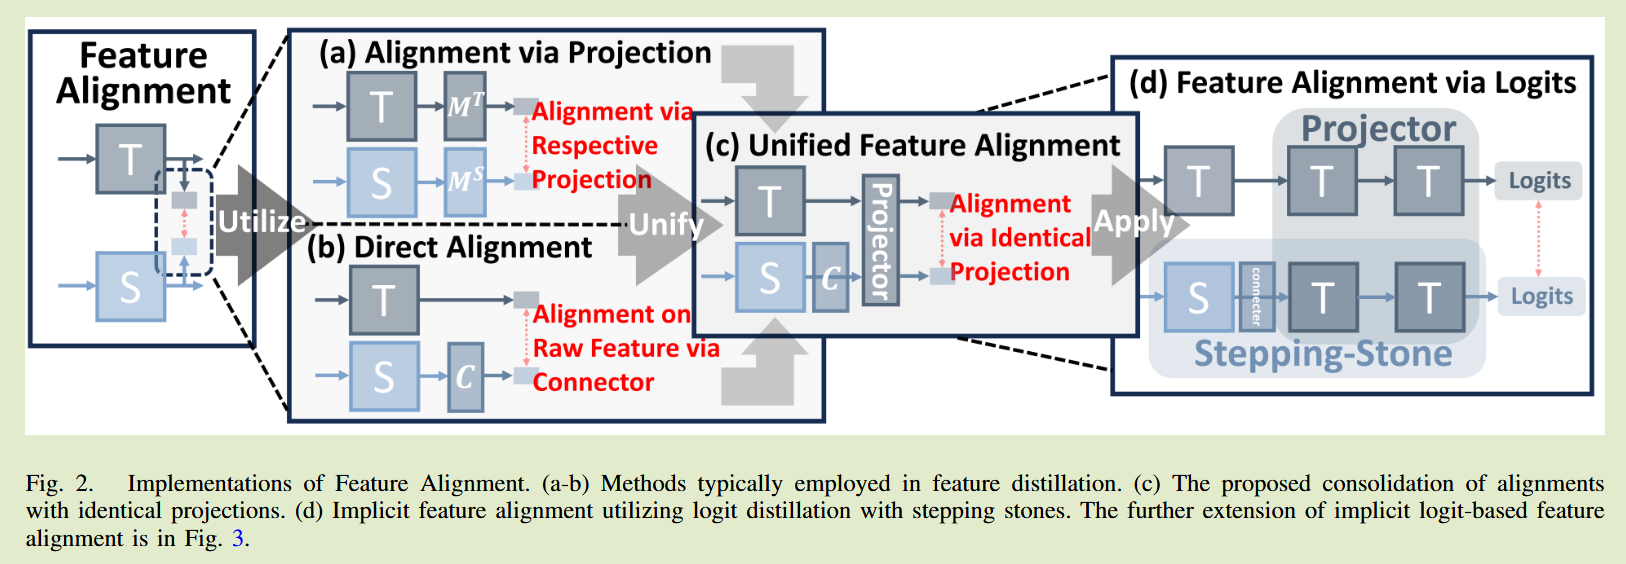 Feature
Alignment
T
S
Utilize
(a) Alignment via Projection
T
M^T
S
M^S
Alignment via
Respective
Projection
(b) Direct Alignment
T
S
C
Alignment on
Raw Feature via
Connector
Unify
(c) Unified Feature Alignment
T
S
C
Projector
Alignment
via Identical
Projection
Apply
(d) Feature Alignment via Logits
Projector
T
T
T
Logits
S
connecter
T
T
Logits
Stepping-Stone
Fig. 2. Implementations of Feature Alignment. (a-b) Methods typically employed in feature distillation. (c) The proposed consolidation of alignments
with identical projections. (d) Implicit feature alignment utilizing logit distillation with stepping stones. The further extension of implicit logit-based feature
alignment is in Fig. 3.